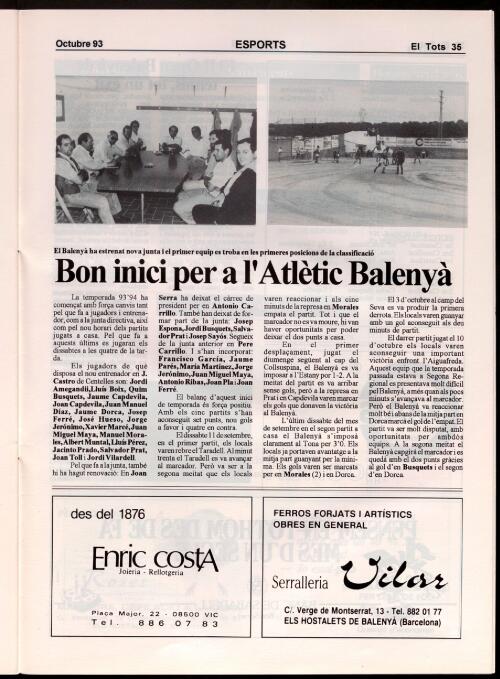 Octubre 93
ESPORTS
El Tots 35
El Balenyà ha estrenat nova junta i el primer equip es troba en les primeres posicions de la classificació
Bon inici per a l'Atlètic Balenyà
La temporada 93'94 ha
començat amb força canvis tant
pel que fa a jugadors i entrena-
dor, com a la junta directiva, així
com pel nou horari dels partits
jugats a casa. Pel que fa a
aquests últims es jugaran els
dissabtes a les quatre de la tar-
da.
Els jugadors de què
disposa el nou entrenador en J.
Castro de Centelles son: Jordi
Amegandil, Lluís Boix, Quim
Busquets, Jaume Capdevila,
Joan Capdevila, Juan Manuel
Díaz, Jaume Dorca, Josep
Ferré, José Hueso, Jorge
Jerónimo, Xavier Marcé, Juan
Miguel Maya, Manuel Mora-
les, Albert Muntal, Lluís Pérez,
Jacinto Prado, Salvador Prat,
Joan Toll i Jordi Vilardell.
Pel que fa a la junta, també
hi ha hagut renovació: En Joan
Serra ha deixat el càrrec de
president per en Antonio Ca-
rrillo. També han deixat de for-
mar part de la junta: Josep
Espona, Jordi Busquets, Salva-
dor Prat i Josep Sayós. Segueix
de la junta anterior en Pere
Carrillo. I s'han incorporat:
Francisco García, Jaume
Parés, María Martínez, Jorge
Jerónimo, Juan Miguel Maya,
Antonio Ribas, Joan Pla i Joan
Boix.
El balanç d'aquest inici
de temporada és força positiu.
Amb els cinc partits s'han
aconseguit set punts, nou gols
a favor i quatre en contra.
El dissabte 11 de setembre,
en el primer partit, els locals
varen rebre el Taradell. Al minut
trenta el Taradell es va avançar
al marcador. Però va ser a la
segona meitat que els locals
varen reaccionar i als cinc
minuts de la represa en Morales
empata el partit. Tot i que el
marcador no es va moure, hi van
haver oportunitats per poder
deixar el dos punts a casa.
En el primer
desplaçament, jugat el
diumenge següent al cap del
Collsuspina, el Balenyà es va
imposar a l'Estany per 1-2. A la
meitat del partit es va arribar
sense gols, però a la represa en
Prat i en Capdevila varen marcar
els gols que donaven la victòria
al Balenyà.
L'últim dissabte del mes
de setembre en el segon partit a
casa el Balenyà s'imposà
clarament al Tona per 3'0. Els
locals ja portaven avantatge a la
mitja part guanyant per la míni-
ma. Els gols varen ser marcats
per en Morales (2) i en Dorca.
El 3 d'octubre al camp del
Seva es va produir la primera
derrota. Els locals varen guanyar
amb un gol aconseguit als deu
minuts de partit.
El darrer partit jugat el 10
d'octubre els locals varen
aconseguir una important
victòria enfront l'Aiguafreda.
Aquest equip que la temporada
passada estava a Segona Re-
gional es presentava molt difícil
pel Balenyà, a més quan als pocs
minuts s'avançava al marcador.
Però el Balenyà va reaccionar
molt bé i abans de la mitja part en
Dorca marcà el gol de l'empat. El
partit va ser molt disputat, amb
oportunitats per ambdós
equips. A la segona meitat el
Balenyà capgirà el marcador i es
quedà amb el dos punts gràcies
al gol d'en Busquets i el segon
d'en Dorca.
des del 1876
Enric costA
Joieria - Rellotgeria
Plaça Major, 22 - 08500 VIC
Tel. 886 07 83
FERROS FORJATS I ARTÍSTICS
OBRES EN GENERAL
Serralleria Vilar
C/. Verge de Montserrat, 13 - Tel. 882 01 77
ELS HOSTALETS DE BALENYÀ (Barcelona)